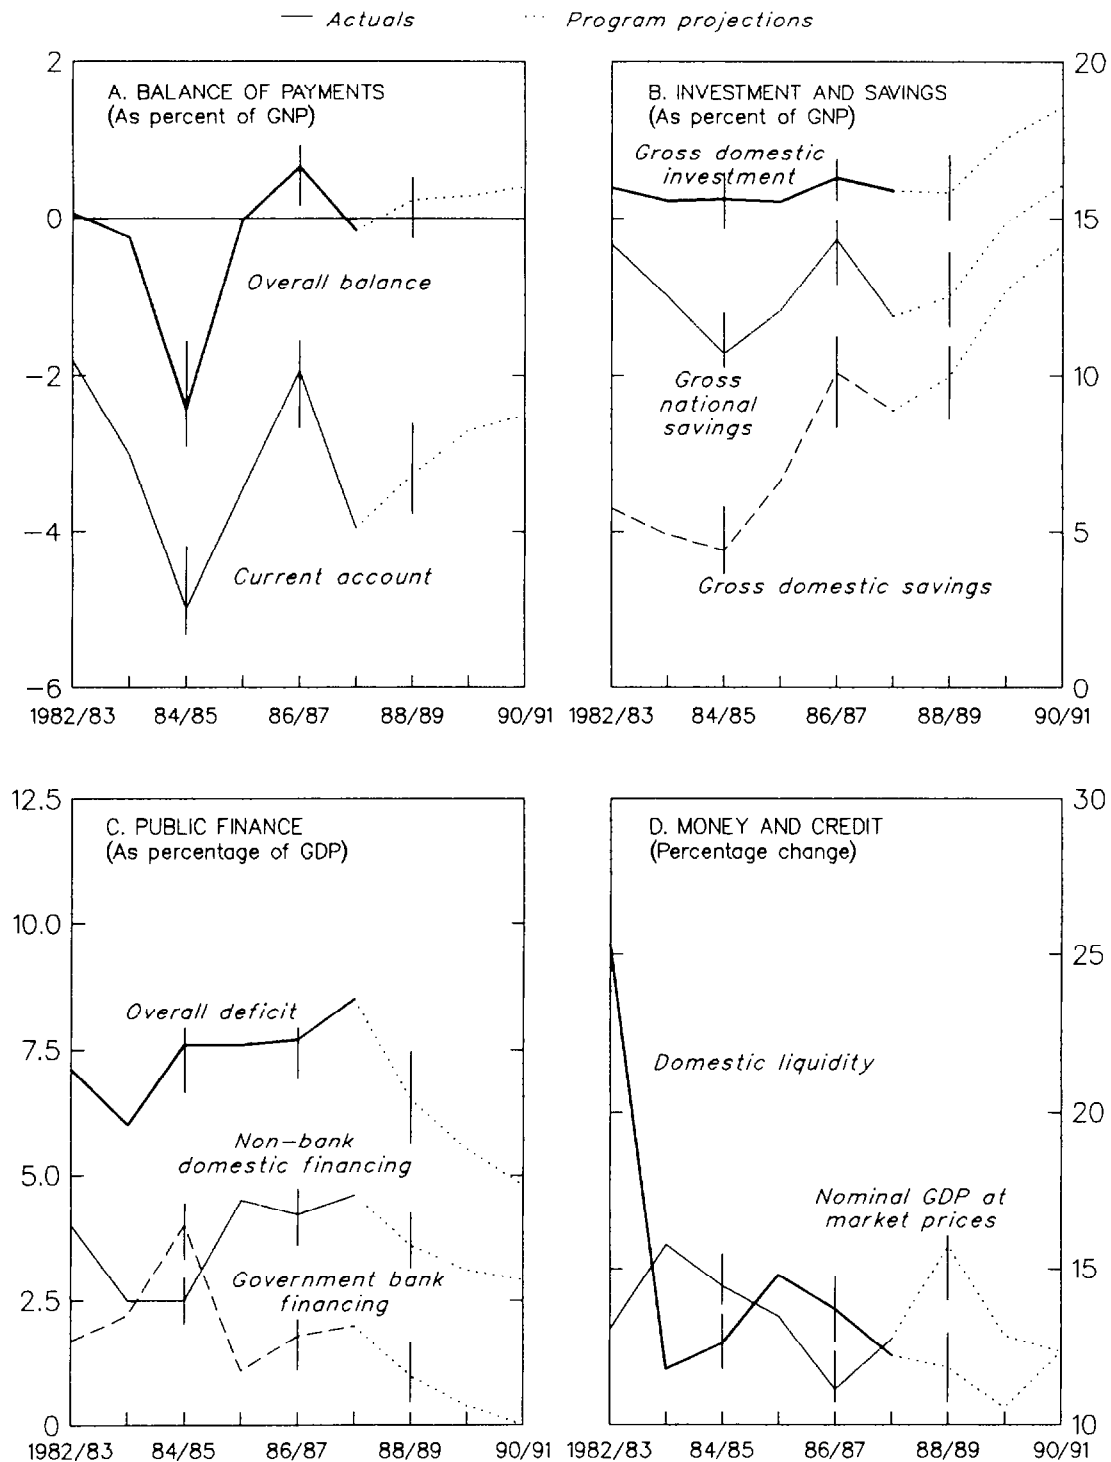 — Actuals ··· Program projections
A. BALANCE OF PAYMENTS
(As percent of GNP)
2
0
−2
−4
−6
Overall balance
Current account
1982/83 84/85 86/87 88/89 90/91
B. INVESTMENT AND SAVINGS
(As percent of GNP)
Gross domestic
investment
Gross
national
savings
Gross domestic savings
20
15
10
5
0
1982/83 84/85 86/87 88/89 90/91
C. PUBLIC FINANCE
(As percentage of GDP)
12.5
10.0
7.5
5.0
2.5
0
Overall deficit
Non−bank
domestic financing
Government bank
financing
1982/83 84/85 86/87 88/89 90/91
D. MONEY AND CREDIT
(Percentage change)
Domestic liquidity
Nominal GDP at
market prices
30
25
20
15
10
1982/83 84/85 86/87 88/89 90/91